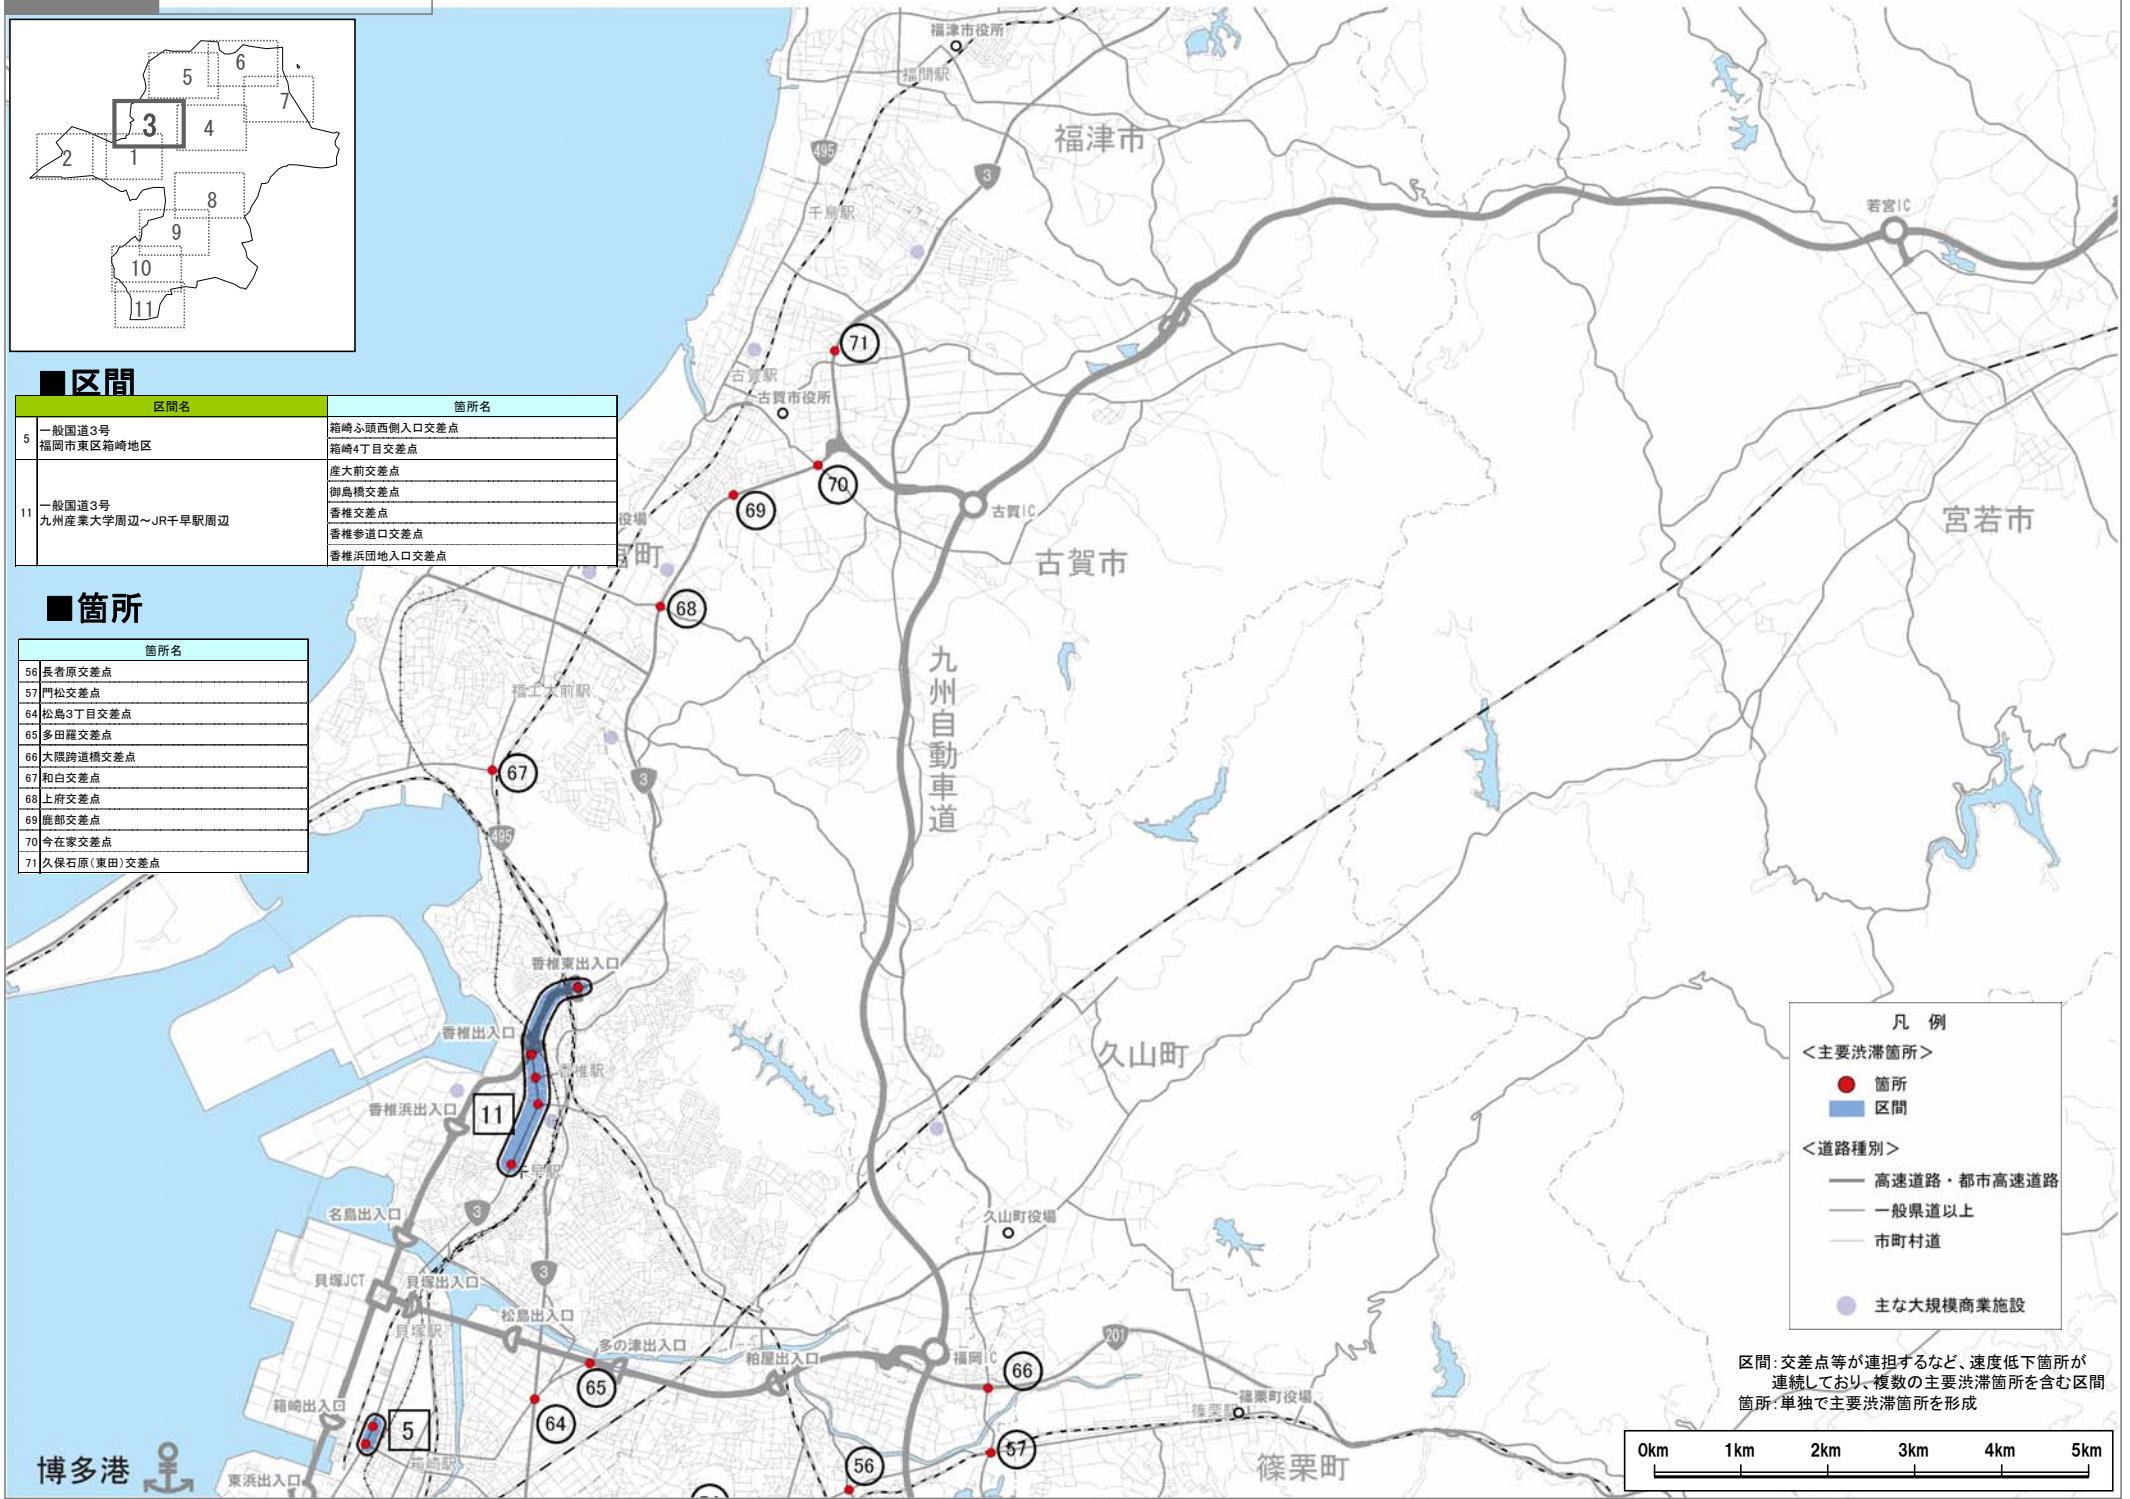 5
6
7
3
4
2
1
8
9
10
11
■区間
区間名
箇所名
5
一般国道3号
福岡市東区箱崎地区
箱崎ふ頭西側入口交差点
箱崎4丁目交差点
11
一般国道3号
九州産業大学周辺～JR千早駅周辺
産大前交差点
御島橋交差点
香椎交差点
香椎参道口交差点
香椎浜団地入口交差点
■箇所
箇所名
56 長者原交差点
57 門松交差点
64 松島3丁目交差点
65 多田羅交差点
66 大隈跨道橋交差点
67 和白交差点
68 上府交差点
69 鹿部交差点
70 今在家交差点
71 久保石原（東田）交差点
福津市役所
福間駅
福津市
495
3
千鳥駅
若宮IC
71
古賀駅
古賀市役所
70
69
古賀IC
役場
宮町
古賀市
宮若市
68
九州自動車道
福工大前駅
67
3
495
香椎東出入口
香椎出入口
香椎駅
香椎浜出入口
11
千早駅
久山町
久山町役場
名島出入口
3
3
貝塚JCT
貝塚出入口
貝塚駅
松島出入口
多の津出入口
粕屋出入口
福岡IC
201
66
65
64
箱崎出入口
5
箱崎駅
篠栗町役場
篠栗駅
57
56
篠栗町
博多港
東浜出入口
凡 例
＜主要渋滞箇所＞
箇所
区間
＜道路種別＞
高速道路・都市高速道路
一般県道以上
市町村道
主な大規模商業施設
区間：交差点等が連担するなど、速度低下箇所が
連続しており、複数の主要渋滞箇所を含む区間
箇所：単独で主要渋滞箇所を形成
0km 1km 2km 3km 4km 5km